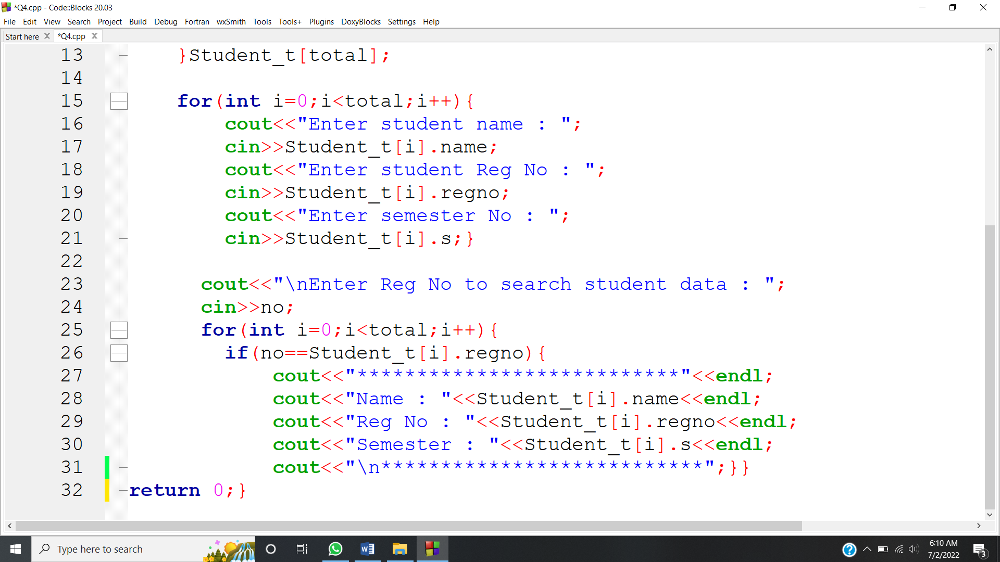 *Q4.cpp - Code::Blocks 20.03
File Edit View Search Project Build Debug Fortran wxSmith Tools Tools+ Plugins DoxyBlocks Settings Help
Start here *Q4.cpp
13 }Student_t[total];
14
15 for(int i=0;i<total;i++){
16 cout<<"Enter student name : ";
17 cin>>Student_t[i].name;
18 cout<<"Enter student Reg No : ";
19 cin>>Student_t[i].regno;
20 cout<<"Enter semester No : ";
21 cin>>Student_t[i].s;}
22
23 cout<<"\nEnter Reg No to search student data : ";
24 cin>>no;
25 for(int i=0;i<total;i++){
26 if(no==Student_t[i].regno){
27 cout<<"***************************"<<endl;
28 cout<<"Name : "<<Student_t[i].name<<endl;
29 cout<<"Reg No : "<<Student_t[i].regno<<endl;
30 cout<<"Semester : "<<Student_t[i].s<<endl;
31 cout<<"\n***************************";}}
32 return 0;}
Type here to search
6:10 AM
7/2/2022
3